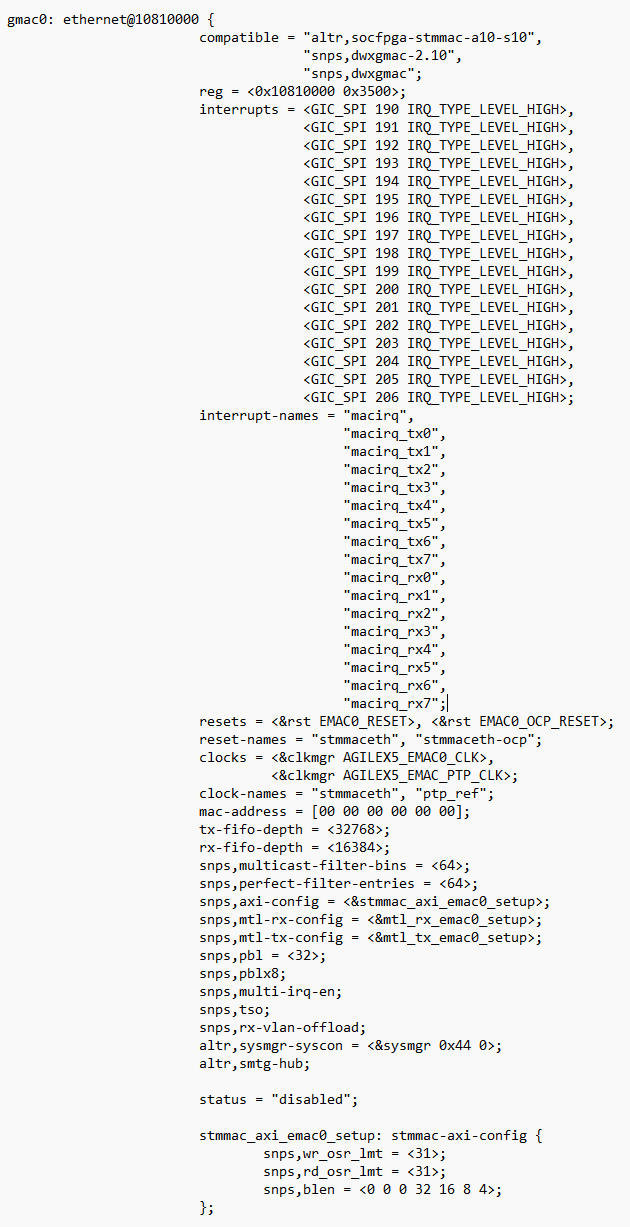 gmac0: ethernet@10810000 {
compatible = "altr,socfpga-stmmac-a10-s10",
"snps,dwxgmac-2.10",
"snps,dwxgmac";
reg = <0x10810000 0x3500>;
interrupts = <GIC_SPI 190 IRQ_TYPE_LEVEL_HIGH>,
<GIC_SPI 191 IRQ_TYPE_LEVEL_HIGH>,
<GIC_SPI 192 IRQ_TYPE_LEVEL_HIGH>,
<GIC_SPI 193 IRQ_TYPE_LEVEL_HIGH>,
<GIC_SPI 194 IRQ_TYPE_LEVEL_HIGH>,
<GIC_SPI 195 IRQ_TYPE_LEVEL_HIGH>,
<GIC_SPI 196 IRQ_TYPE_LEVEL_HIGH>,
<GIC_SPI 197 IRQ_TYPE_LEVEL_HIGH>,
<GIC_SPI 198 IRQ_TYPE_LEVEL_HIGH>,
<GIC_SPI 199 IRQ_TYPE_LEVEL_HIGH>,
<GIC_SPI 200 IRQ_TYPE_LEVEL_HIGH>,
<GIC_SPI 201 IRQ_TYPE_LEVEL_HIGH>,
<GIC_SPI 202 IRQ_TYPE_LEVEL_HIGH>,
<GIC_SPI 203 IRQ_TYPE_LEVEL_HIGH>,
<GIC_SPI 204 IRQ_TYPE_LEVEL_HIGH>,
<GIC_SPI 205 IRQ_TYPE_LEVEL_HIGH>,
<GIC_SPI 206 IRQ_TYPE_LEVEL_HIGH>;
interrupt-names = "macirq",
"macirq_tx0",
"macirq_tx1",
"macirq_tx2",
"macirq_tx3",
"macirq_tx4",
"macirq_tx5",
"macirq_tx6",
"macirq_tx7",
"macirq_rx0",
"macirq_rx1",
"macirq_rx2",
"macirq_rx3",
"macirq_rx4",
"macirq_rx5",
"macirq_rx6",
"macirq_rx7";
resets = <&rst EMAC0_RESET>, <&rst EMAC0_OCP_RESET>;
reset-names = "stmmaceth", "stmmaceth-ocp";
clocks = <&clkmgr AGILEX5_EMAC0_CLK>,
<&clkmgr AGILEX5_EMAC_PTP_CLK>;
clock-names = "stmmaceth", "ptp_ref";
mac-address = [00 00 00 00 00 00];
tx-fifo-depth = <32768>;
rx-fifo-depth = <16384>;
snps,multicast-filter-bins = <64>;
snps,perfect-filter-entries = <64>;
snps,axi-config = <&stmmac_axi_emac0_setup>;
snps,mtl-rx-config = <&mtl_rx_emac0_setup>;
snps,mtl-tx-config = <&mtl_tx_emac0_setup>;
snps,pbl = <32>;
snps,pblx8;
snps,multi-irq-en;
snps,tso;
snps,rx-vlan-offload;
altr,sysmgr-syscon = <&sysmgr 0x44 0>;
altr,smtg-hub;
status = "disabled";
stmmac_axi_emac0_setup: stmmac-axi-config {
snps,wr_osr_lmt = <31>;
snps,rd_osr_lmt = <31>;
snps,blen = <0 0 0 32 16 8 4>;
};